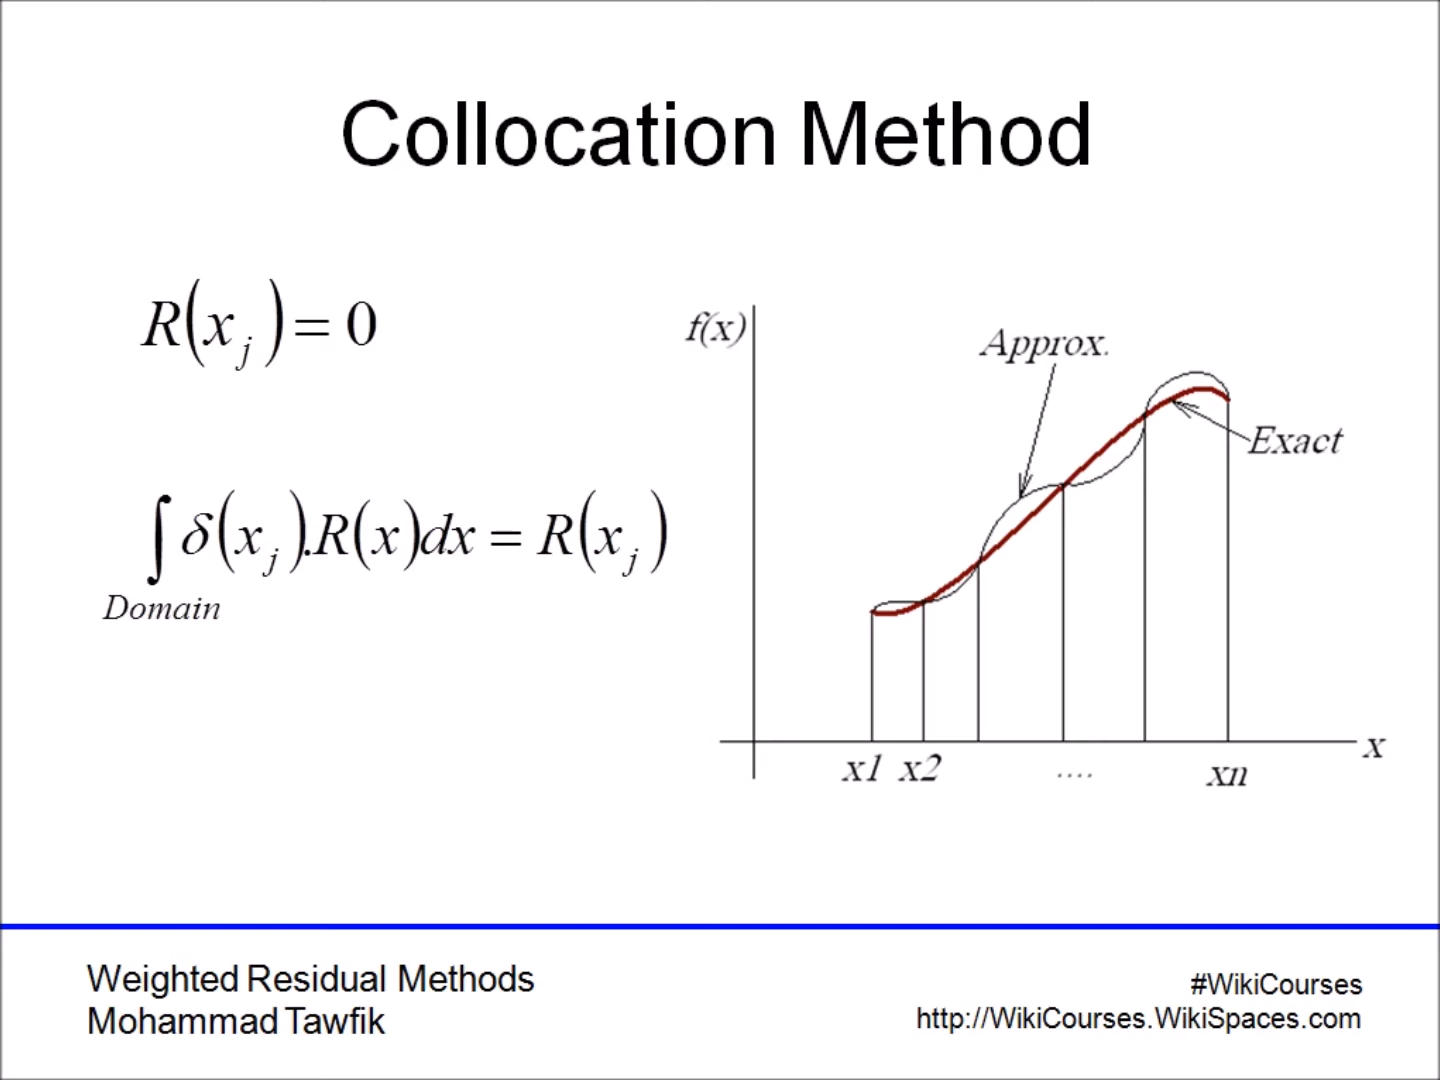 Collocation Method
R(x_j) = 0
∫ δ(x_j).R(x)dx = R(x_j)
Domain
f(x)
Approx.
Exact
x
x1 x2 .... xn
Weighted Residual Methods
Mohammad Tawfik
#WikiCourses
http://WikiCourses.WikiSpaces.com